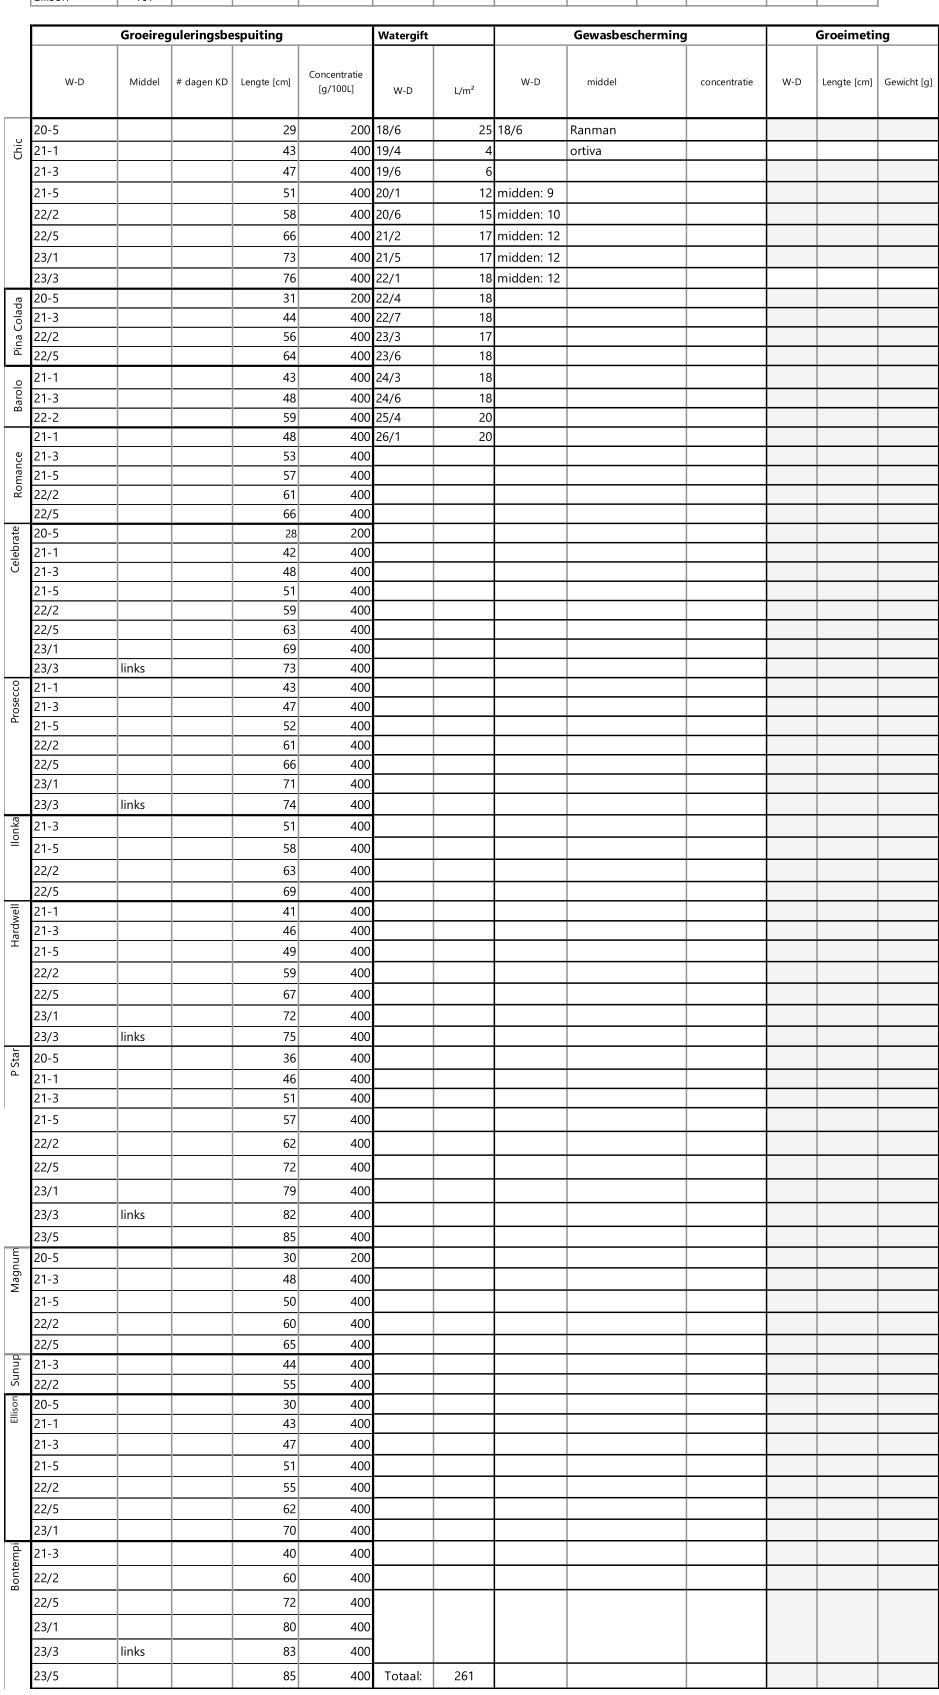 Groeireguleringsbespuiting Watergift Gewasbescherming Groeimeting
W-D Middel # dagen KD Lengte [cm] Concentratie [g/100L] W-D L/m² W-D middel concentratie W-D Lengte [cm] Gewicht [g]
Chic
20-5 29 200 18/6 25 18/6 Ranman
21-1 43 400 19/4 4 ortiva
21-3 47 400 19/6 6
21-5 51 400 20/1 12 midden: 9
22/2 58 400 20/6 15 midden: 10
22/5 66 400 21/2 17 midden: 12
23/1 73 400 21/5 17 midden: 12
23/3 76 400 22/1 18 midden: 12
Pina Colada
20-5 31 200 22/4 18
21-3 44 400 22/7 18
22/2 56 400 23/3 17
22/5 64 400 23/6 18
Barolo
21-1 43 400 24/3 18
21-3 48 400 24/6 18
22-2 59 400 25/4 20
Romance
21-1 48 400 26/1 20
21-3 53 400
21-5 57 400
22/2 61 400
22/5 66 400
Celebrate
20-5 28 200
21-1 42 400
21-3 48 400
21-5 51 400
22/2 59 400
22/5 63 400
23/1 69 400
23/3 links 73 400
Prosecco
21-1 43 400
21-3 47 400
21-5 52 400
22/2 61 400
22/5 66 400
23/1 71 400
23/3 links 74 400
Ilonka
21-3 51 400
21-5 58 400
22/2 63 400
22/5 69 400
Hardwell
21-1 41 400
21-3 46 400
21-5 49 400
22/2 59 400
22/5 67 400
23/1 72 400
23/3 links 75 400
P Star
20-5 36 400
21-1 46 400
21-3 51 400
21-5 57 400
22/2 62 400
22/5 72 400
23/1 79 400
23/3 links 82 400
23/5 85 400
Magnum
20-5 30 200
21-3 48 400
21-5 50 400
22/2 60 400
22/5 65 400
Sunup
21-3 44 400
22/2 55 400
Ellison
20-5 30 400
21-1 43 400
21-3 47 400
21-5 51 400
22/2 55 400
22/5 62 400
23/1 70 400
Bontempi
21-3 40 400
22/2 60 400
22/5 72 400
23/1 80 400
23/3 links 83 400
23/5 85 400 Totaal: 261